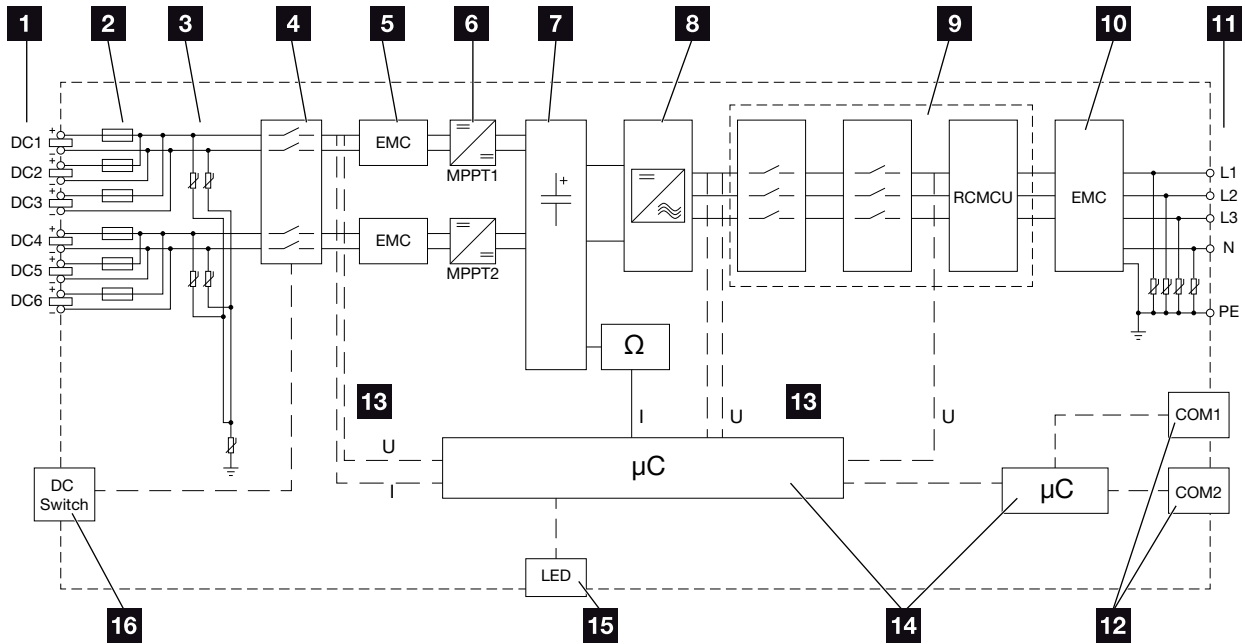 1 2 3 4 5 6 7 8 9 10 11
DC1 + −
DC2 + −
DC3 + −
DC4 + −
DC5 + −
DC6 + −
EMC
MPPT1
EMC
MPPT2
+
RCMCU
EMC
L1
L2
L3
N
PE
Ω
13
U
I
I
U
13
U
µC
µC
COM1
COM2
DC
Switch
LED
16 15 14 12